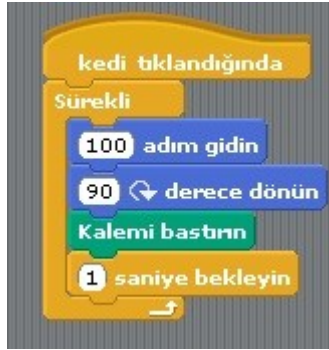 kedi tıklandığında
Sürekli
100 adım gidin
90 derece dönün
Kalemi bastırın
1 saniye bekleyin